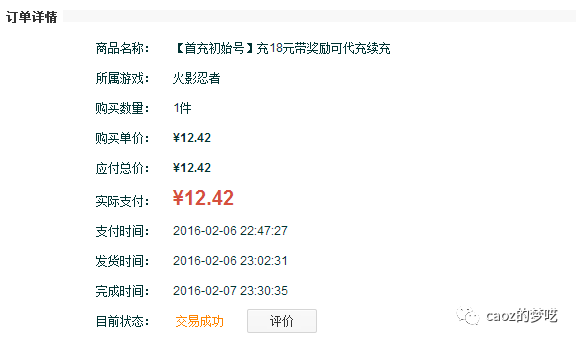 订单详情
商品名称： 【首充初始号】充18元带奖励可代充续充
所属游戏： 火影忍者
购买数量： 1件
购买单价： ¥12.42
应付总价： ¥12.42
实际支付： ¥12.42
支付时间： 2016-02-06 22:47:27
发货时间： 2016-02-06 23:02:31
完成时间： 2016-02-07 23:30:35
目前状态： 交易成功 评价
caoz的梦呓